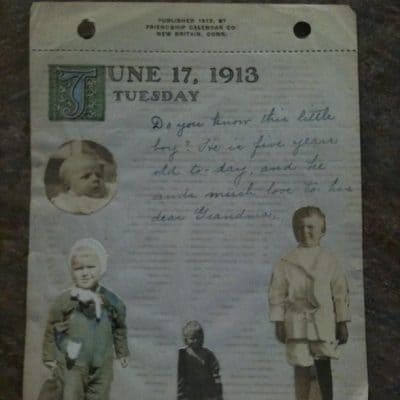 PUBLISHED 1912, BY
FRIENDSHIP CALENDAR CO.
NEW BRITAIN, CONN.
JUNE 17, 1913
TUESDAY
Do you know this little
boy? He is five years
old to-day, and he
sends much love to his
dear Grandma.